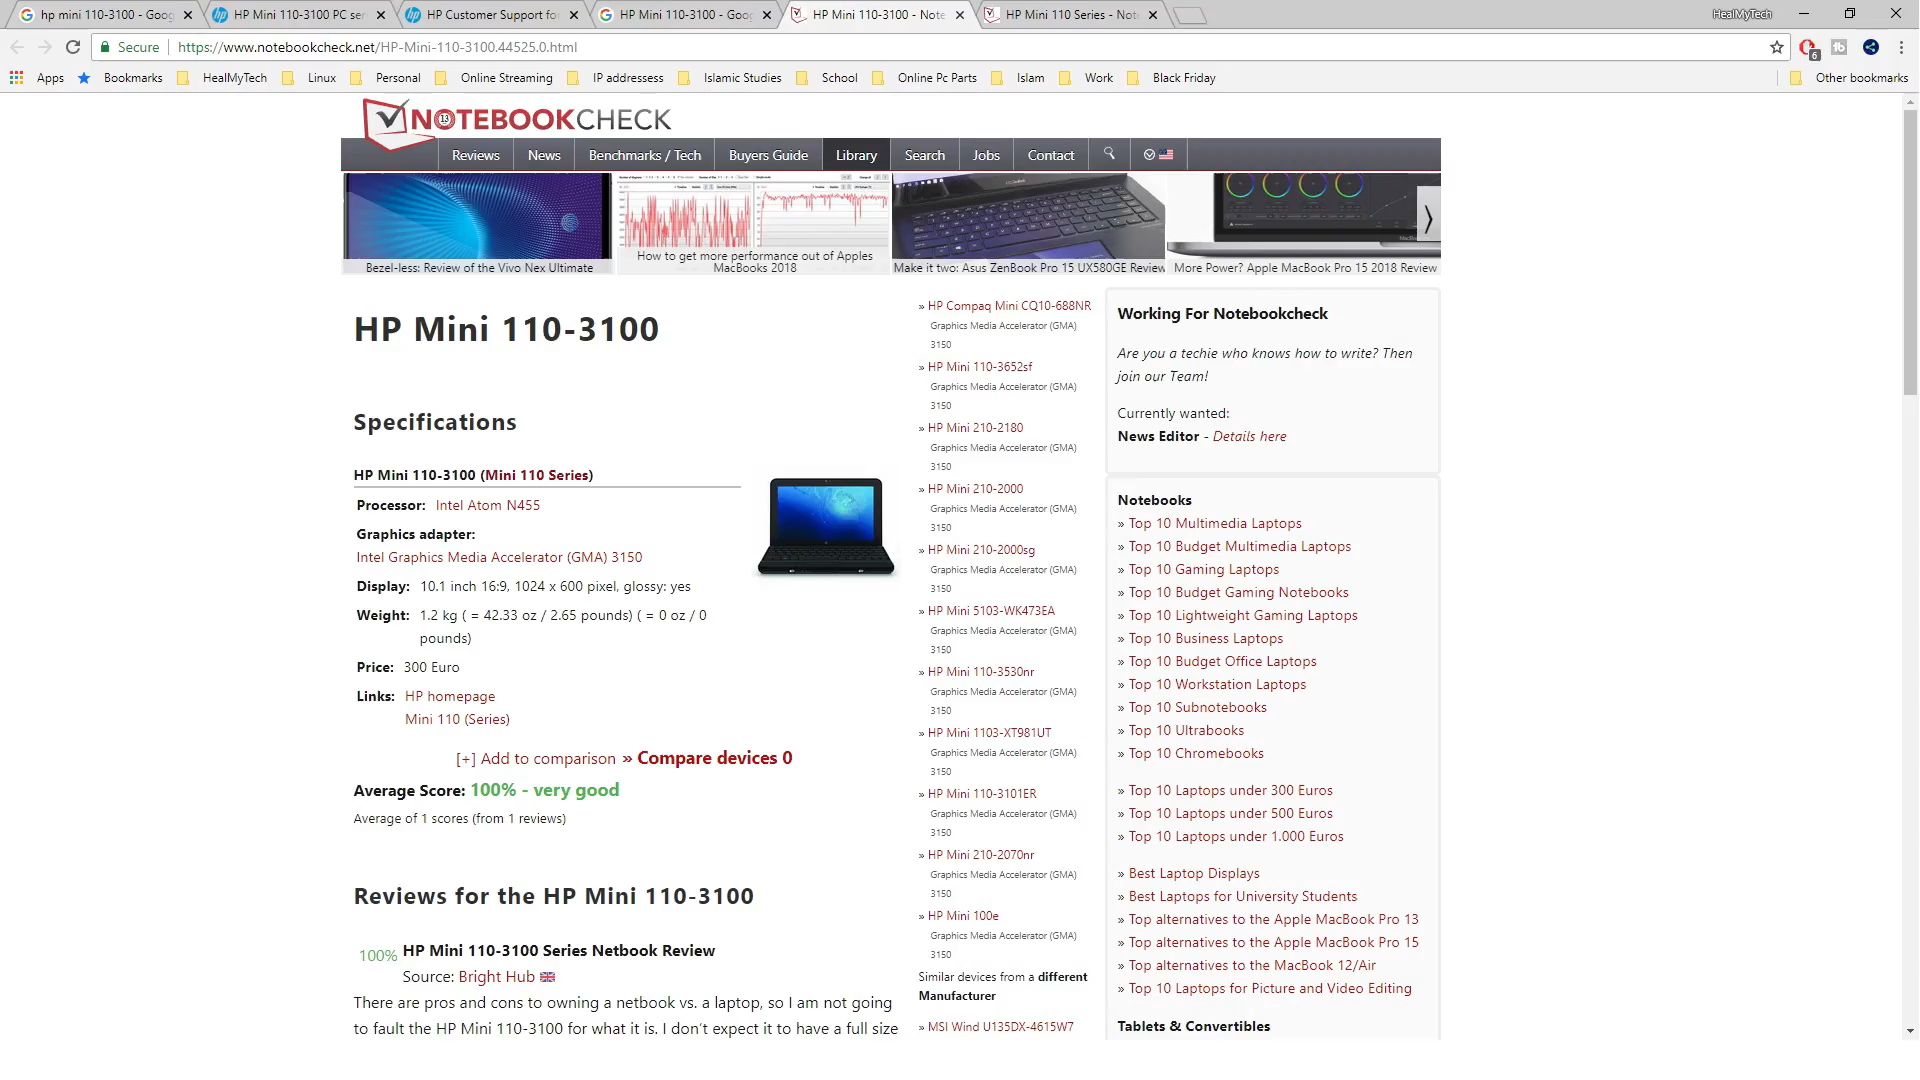 hp mini 110-3100 - Goog
HP Mini 110-3100 PC ser
HP Customer Support fo
HP Mini 110-3100 - Goog
HP Mini 110-3100 - Note
HP Mini 110 Series - Not
HealMyTech
Secure
https://www.notebookcheck.net/HP-Mini-110-3100.44525.0.html
6
Apps
Bookmarks
HealMyTech
Linux
Personal
Online Streaming
IP addressess
Islamic Studies
School
Online Pc Parts
Islam
Work
Black Friday
Other bookmarks
NOTEBOOKCHECK
13
Reviews
News
Benchmarks / Tech
Buyers Guide
Library
Search
Jobs
Contact
Bezel-less: Review of the Vivo Nex Ultimate
How to get more performance out of Apples
MacBooks 2018
Make it two: Asus ZenBook Pro 15 UX580GE Review
More Power? Apple MacBook Pro 15 2018 Review
HP Mini 110-3100
Specifications
HP Mini 110-3100 (Mini 110 Series)
Processor: Intel Atom N455
Graphics adapter:
Intel Graphics Media Accelerator (GMA) 3150
Display: 10.1 inch 16:9, 1024 x 600 pixel, glossy: yes
Weight: 1.2 kg ( = 42.33 oz / 2.65 pounds) ( = 0 oz / 0
pounds)
Price: 300 Euro
Links: HP homepage
Mini 110 (Series)
[+] Add to comparison » Compare devices 0
Average Score: 100% - very good
Average of 1 scores (from 1 reviews)
Reviews for the HP Mini 110-3100
100% HP Mini 110-3100 Series Netbook Review
Source: Bright Hub
There are pros and cons to owning a netbook vs. a laptop, so I am not going
to fault the HP Mini 110-3100 for what it is. I don't expect it to have a full size
» HP Compaq Mini CQ10-688NR
Graphics Media Accelerator (GMA)
3150
» HP Mini 110-3652sf
Graphics Media Accelerator (GMA)
3150
» HP Mini 210-2180
Graphics Media Accelerator (GMA)
3150
» HP Mini 210-2000
Graphics Media Accelerator (GMA)
3150
» HP Mini 210-2000sg
Graphics Media Accelerator (GMA)
3150
» HP Mini 5103-WK473EA
Graphics Media Accelerator (GMA)
3150
» HP Mini 110-3530nr
Graphics Media Accelerator (GMA)
3150
» HP Mini 1103-XT981UT
Graphics Media Accelerator (GMA)
3150
» HP Mini 110-3101ER
Graphics Media Accelerator (GMA)
3150
» HP Mini 210-2070nr
Graphics Media Accelerator (GMA)
3150
» HP Mini 100e
Graphics Media Accelerator (GMA)
3150
Similar devices from a different
Manufacturer
» MSI Wind U135DX-4615W7
Working For Notebookcheck
Are you a techie who knows how to write? Then
join our Team!
Currently wanted:
News Editor - Details here
Notebooks
» Top 10 Multimedia Laptops
» Top 10 Budget Multimedia Laptops
» Top 10 Gaming Laptops
» Top 10 Budget Gaming Notebooks
» Top 10 Lightweight Gaming Laptops
» Top 10 Business Laptops
» Top 10 Budget Office Laptops
» Top 10 Workstation Laptops
» Top 10 Subnotebooks
» Top 10 Ultrabooks
» Top 10 Chromebooks
» Top 10 Laptops under 300 Euros
» Top 10 Laptops under 500 Euros
» Top 10 Laptops under 1.000 Euros
» Best Laptop Displays
» Best Laptops for University Students
» Top alternatives to the Apple MacBook Pro 13
» Top alternatives to the Apple MacBook Pro 15
» Top alternatives to the MacBook 12/Air
» Top 10 Laptops for Picture and Video Editing
Tablets & Convertibles